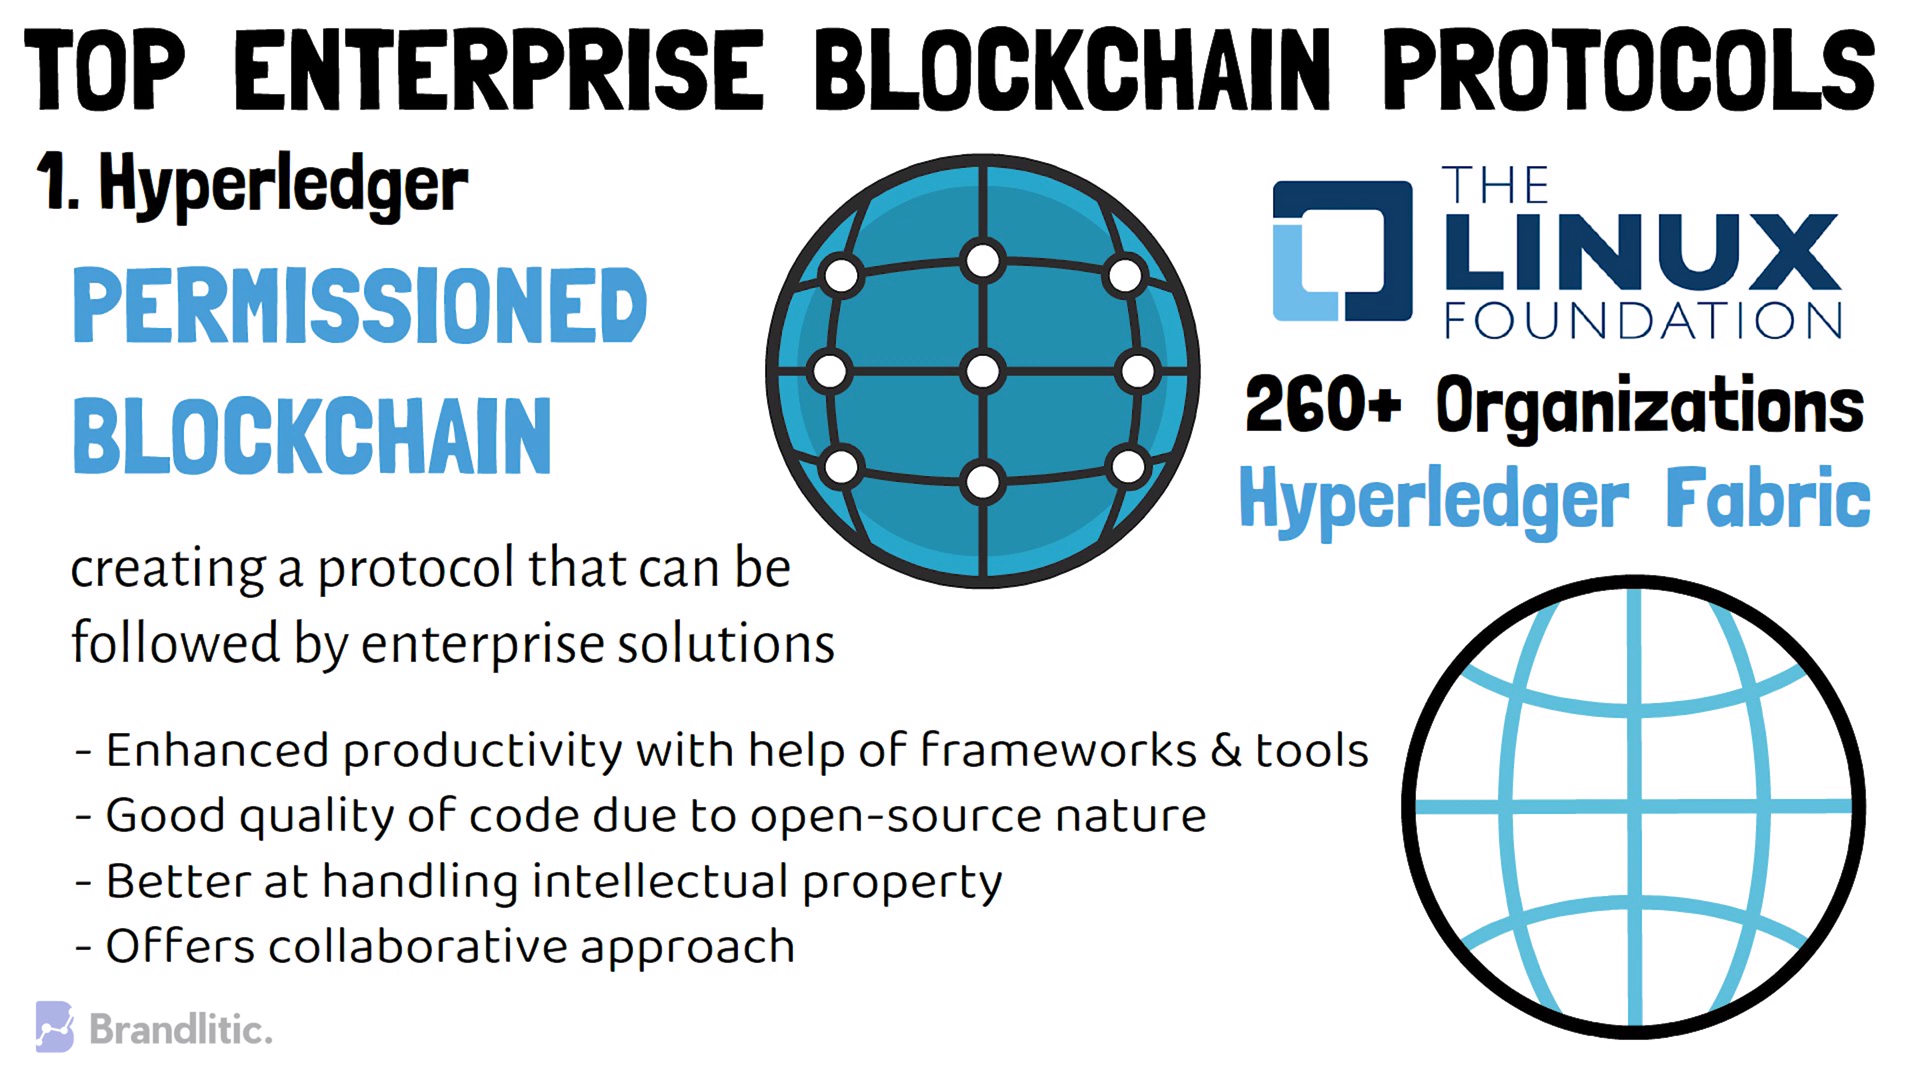 TOP ENTERPRISE BLOCKCHAIN PROTOCOLS
1. Hyperledger
PERMISSIONED
BLOCKCHAIN
creating a protocol that can be
followed by enterprise solutions
THE
LINUX
FOUNDATION
260+ Organizations
Hyperledger Fabric
- Enhanced productivity with help of frameworks & tools
- Good quality of code due to open-source nature
- Better at handling intellectual property
- Offers collaborative approach
Brandlitic.